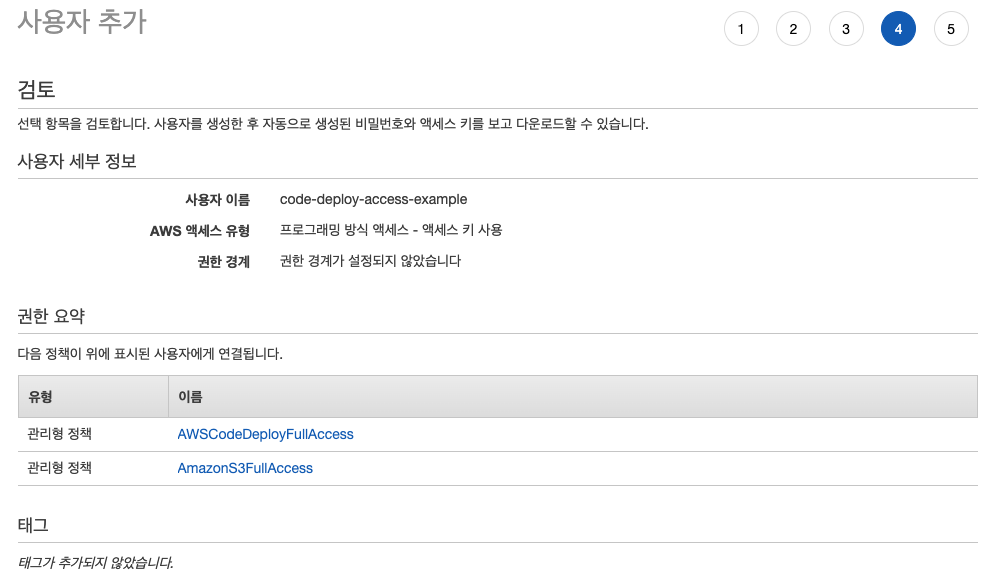 사용자 추가
1 2 3 4 5
검토
선택 항목을 검토합니다. 사용자를 생성한 후 자동으로 생성된 비밀번호와 액세스 키를 보고 다운로드할 수 있습니다.
사용자 세부 정보
사용자 이름 code-deploy-access-example
AWS 액세스 유형 프로그래밍 방식 액세스 - 액세스 키 사용
권한 경계 권한 경계가 설정되지 않았습니다
권한 요약
다음 정책이 위에 표시된 사용자에게 연결됩니다.
유형 이름
관리형 정책 AWSCodeDeployFullAccess
관리형 정책 AmazonS3FullAccess
태그
태그가 추가되지 않았습니다.